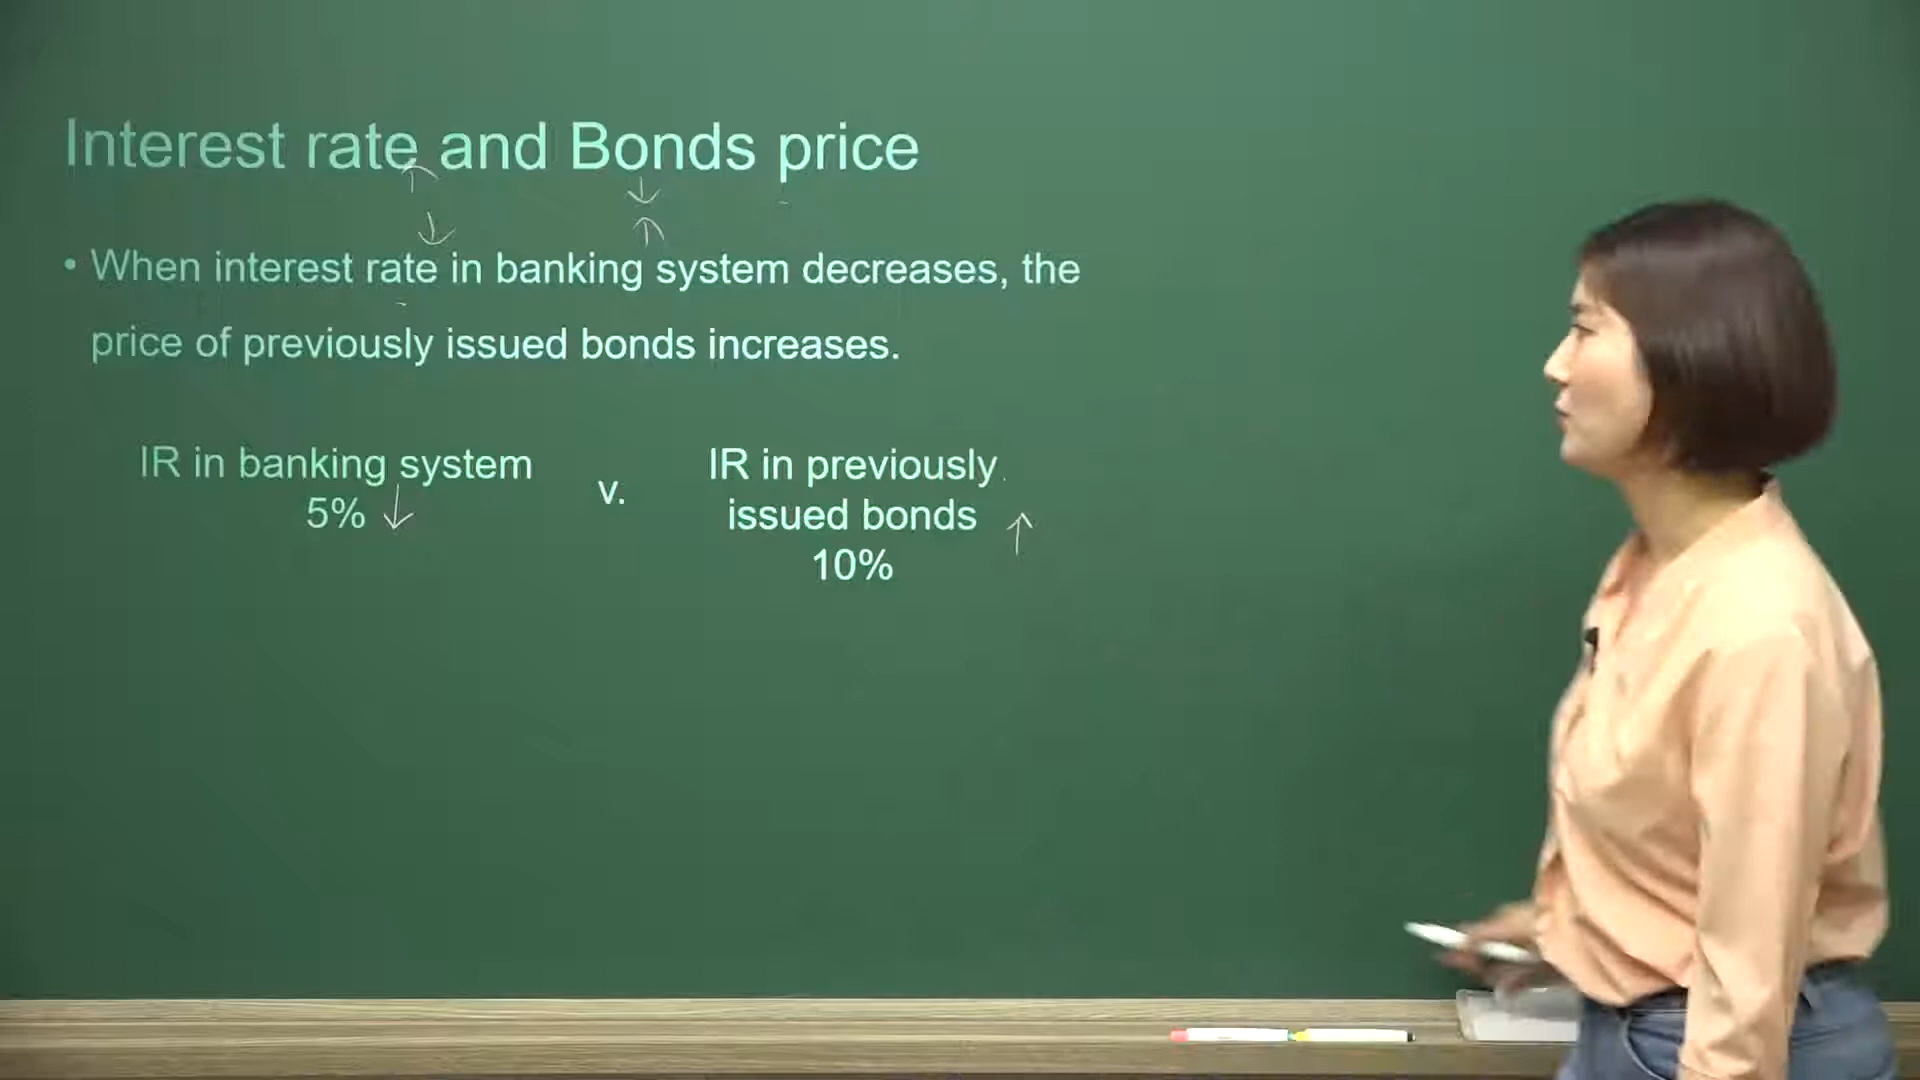 Interest rate and Bonds price
↑ ↓
↓ ↑
• When interest rate in banking system decreases, the
price of previously issued bonds increases.
IR in banking system
5% ↓
v.
IR in previously
issued bonds ↑
10%